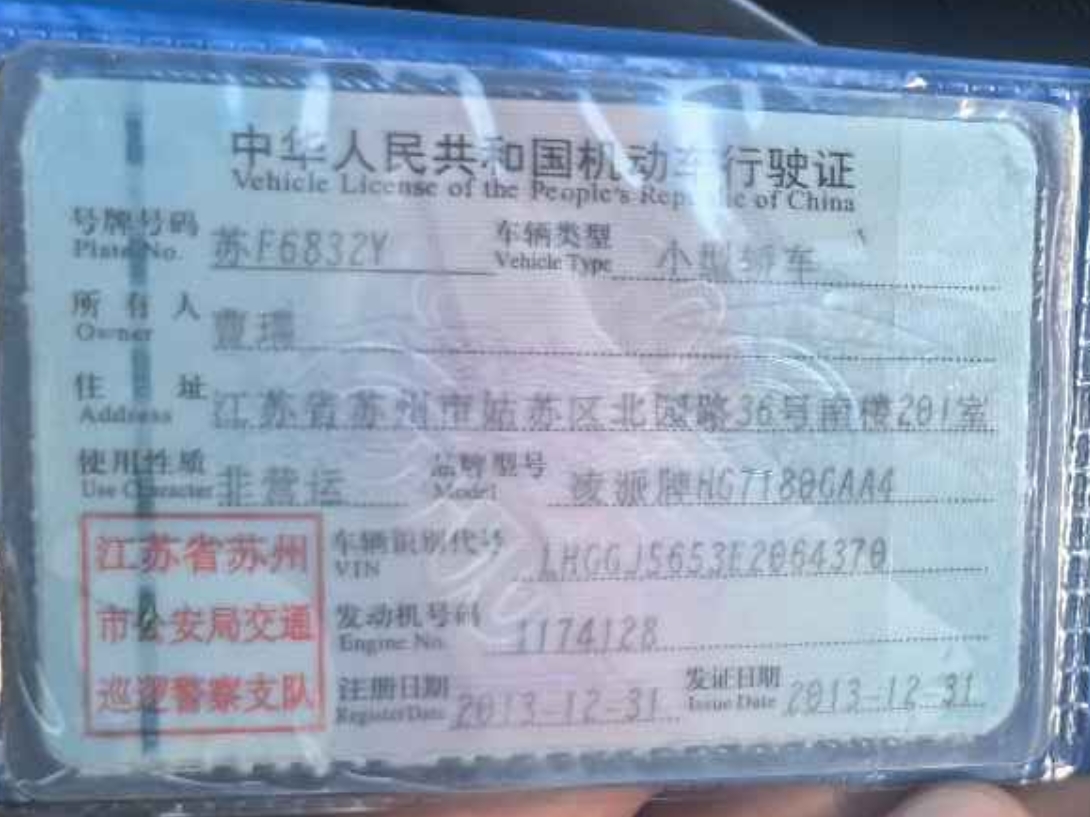 中华人民共和国机动车行驶证
Vehicle License of the People's Republic of China
号牌号码 苏F6832Y 车辆类型 小型轿车
Plate No. Vehicle Type
所有人 曹瑞
Owner
住址 江苏省苏州市姑苏区北园路36号南楼201室
Address
使用性质 非营运 品牌型号 凌派牌HG7180GAA4
Use Character Model
江苏省苏州 车辆识别代号 LHGGJ5653E2064370
VIN
市公安局交通 发动机号码 1174128
Engine No.
巡逻警察支队 注册日期 2013-12-31 发证日期 2013-12-31
Register Date Issue Date